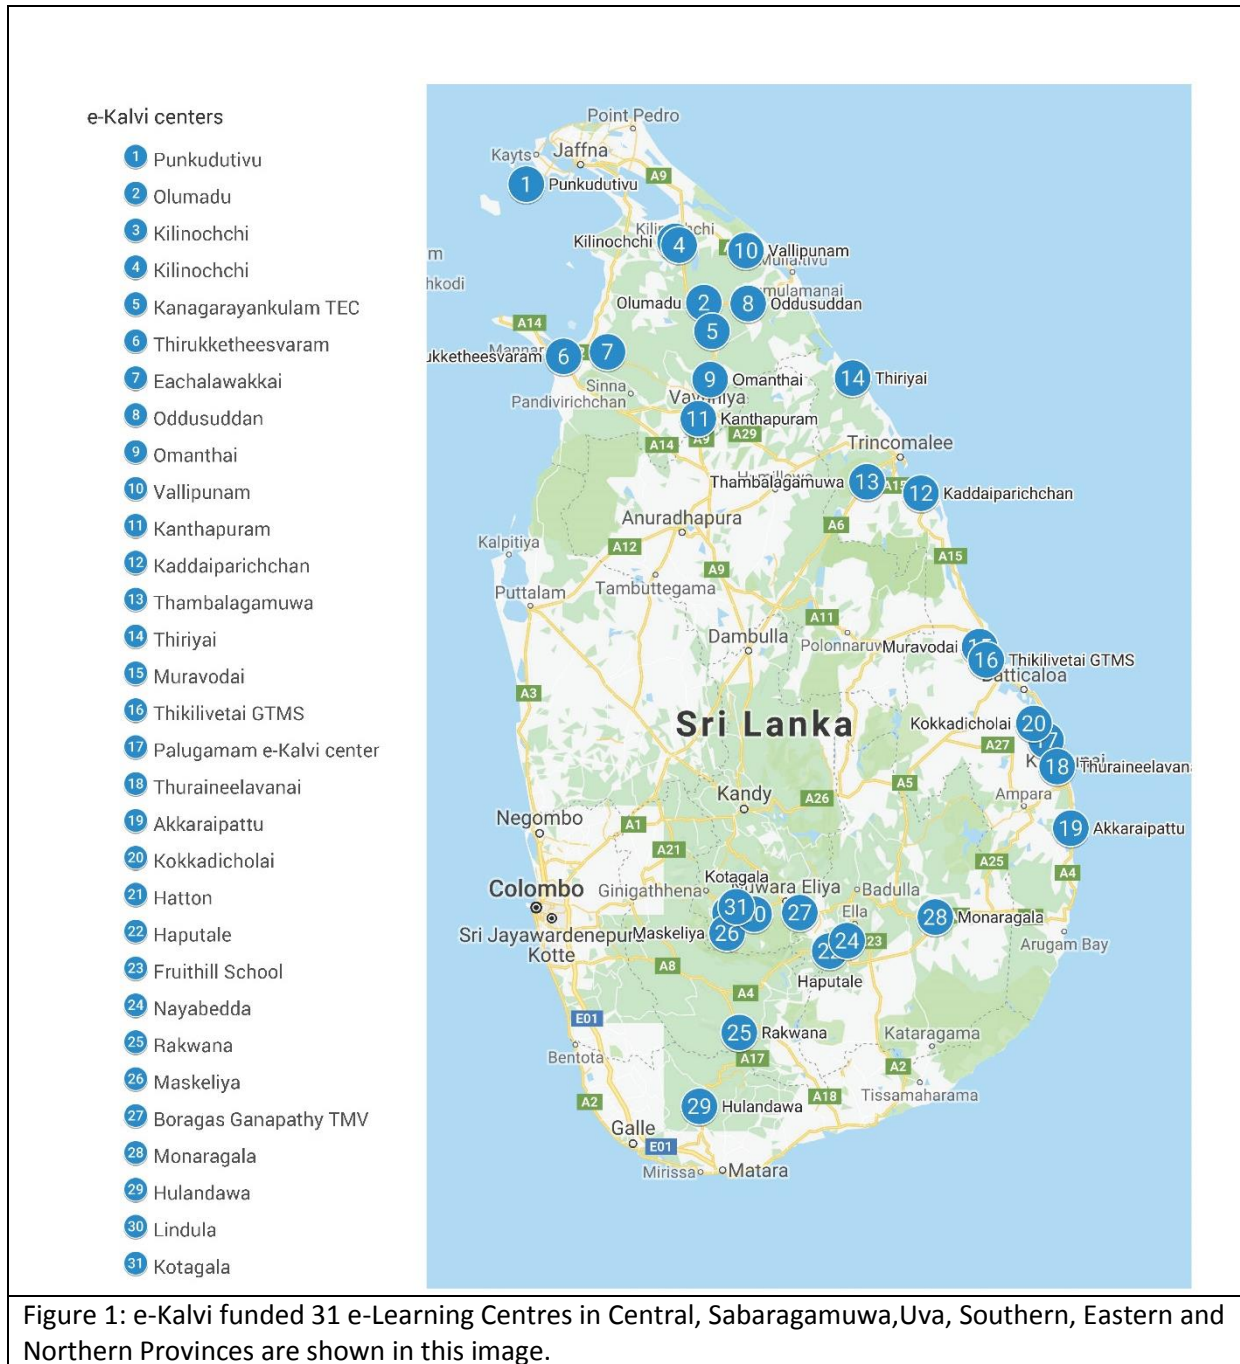 e-Kalvi centers
1 Punkudutivu
2 Olumadu
3 Kilinochchi
4 Kilinochchi
5 Kanagarayankulam TEC
6 Thirukketheesvaram
7 Eachalawakkai
8 Oddusuddan
9 Omanthai
10 Vallipunam
11 Kanthapuram
12 Kaddaiparichchan
13 Thambalagamuwa
14 Thiriyai
15 Muravodai
16 Thikilivetai GTMS
17 Palugamam e-Kalvi center
18 Thuraineelavanai
19 Akkaraipattu
20 Kokkadicholai
21 Hatton
22 Haputale
23 Fruithill School
24 Nayabedda
25 Rakwana
26 Maskeliya
27 Boragas Ganapathy TMV
28 Monaragala
29 Hulandawa
30 Lindula
31 Kotagala
Point Pedro
Kayts
Jaffna
A9
1 Punkudutivu
Kilinochchi
4
10 Vallipunam
Olumadu 2
8 Oddusuddan
5
A14
6
7
Sinna
Pandivirichchan
9 Omanthai
14 Thiriyai
11 Kanthapuram
A14
A9
A29
Trincomalee
Thambalagamuwa 13
A15
12 Kaddaiparichchan
Anuradhapura
A6
Kalpitiya
A12
A15
A9
Tambuttegama
Puttalam
A11
Dambulla
Muravodai
16 Thikilivetai GTMS
Batticaloa
A3
Sri Lanka
Kokkadicholai 20
A27
17
18
A5
Ampara
Kandy
A26
Negombo
A1
19 Akkaraipattu
A21
A25
A4
Kotagala
Colombo
Ginigathhena
Nuwara Eliya
Badulla
31
27
Ella
28 Monaragala
Sri Jayawardenepura
Kotte
Maskeliya 26
24
22
Arugam Bay
A8
Haputale
A4
E01
25 Rakwana
Kataragama
Bentota
A17
A2
A2
29 Hulandawa
A18
Tissamaharama
Galle
E01
Mirissa
Matara
Figure 1: e-Kalvi funded 31 e-Learning Centres in Central, Sabaragamuwa,Uva, Southern, Eastern and
Northern Provinces are shown in this image.